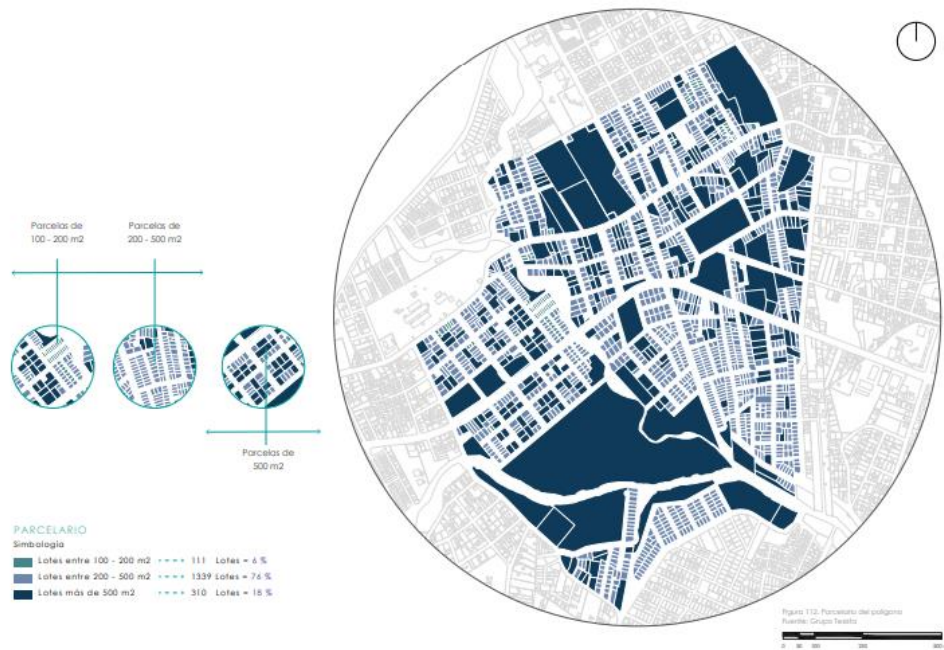 Parcelas de
100 - 200 m2
Parcelas de
200 - 500 m2
Parcelas de
500 m2
PARCELARIO
Simbología
Lotes entre 100 - 200 m2 111 Lotes = 6 %
Lotes entre 200 - 500 m2 1339 Lotes = 76 %
Lotes más de 500 m2 310 Lotes = 18 %
Figura 112: Parcelario del polígono
Fuente: Grupo Tesista